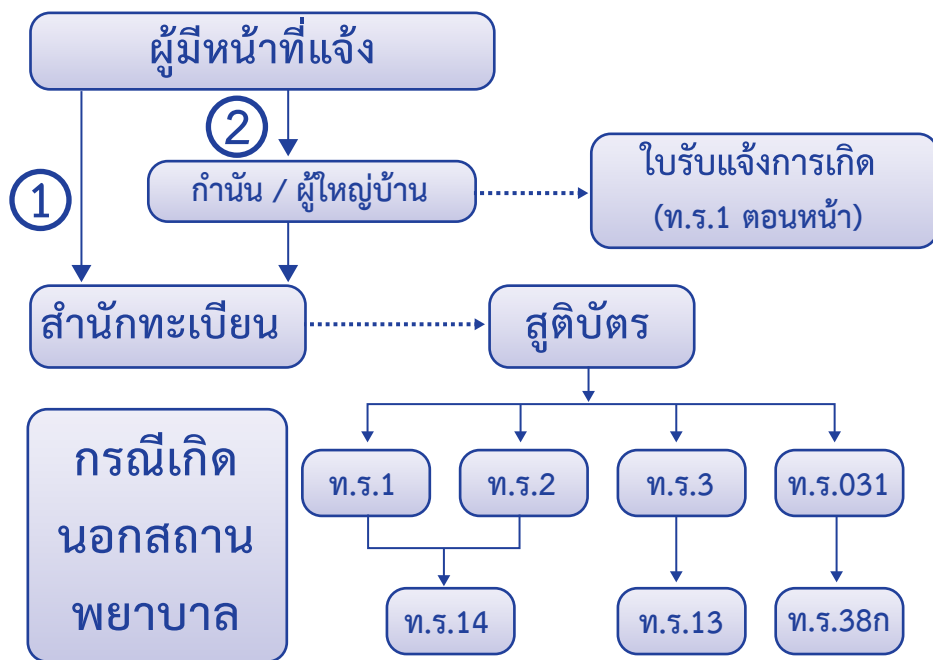 ผู้มีหน้าที่แจ้ง
②
①
กำนัน / ผู้ใหญ่บ้าน
ใบรับแจ้งการเกิด
(ท.ร.1 ตอนหน้า)
สำนักทะเบียน
สูติบัตร
กรณีเกิด
นอกสถาน
พยาบาล
ท.ร.1
ท.ร.2
ท.ร.3
ท.ร.031
ท.ร.14
ท.ร.13
ท.ร.38ก